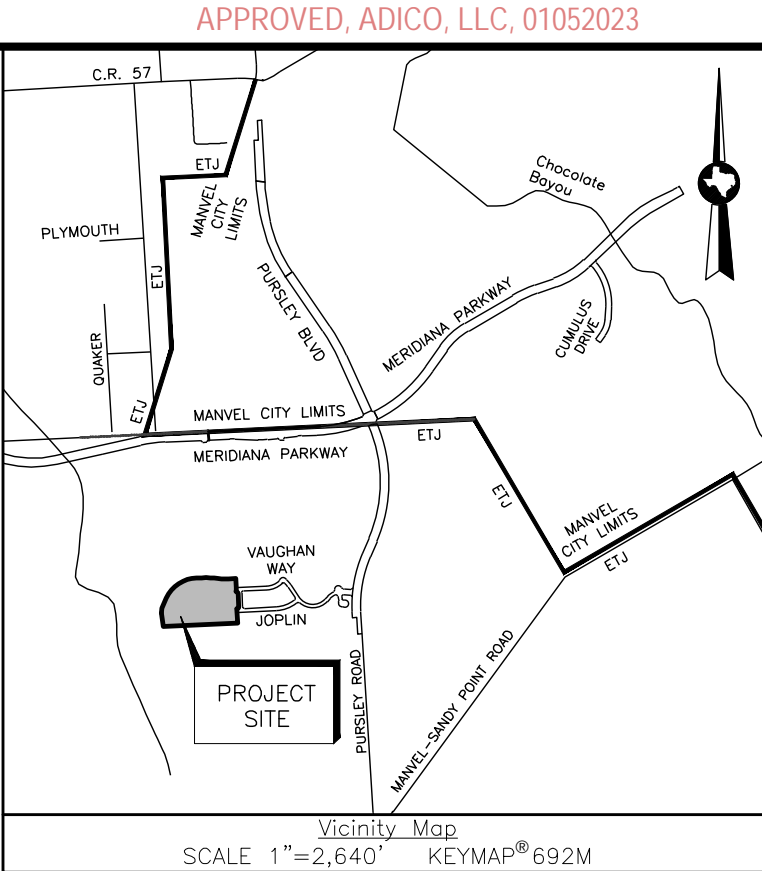 APPROVED, ADICO, LLC, 01052023
C.R. 57
ETJ
MANVEL
CITY
LIMITS
Chocolate
Bayou
PLYMOUTH
ETJ
PURSLEY BLVD
MERIDIANA PARKWAY
CUMULUS
DRIVE
QUAKER
ETJ
MANVEL CITY LIMITS
ETJ
MERIDIANA PARKWAY
ETJ
MANVEL
CITY LIMITS
ETJ
VAUGHAN
WAY
JOPLIN
PROJECT
SITE
PURSLEY ROAD
MANVEL-SANDY POINT ROAD
Vicinity Map
SCALE 1"=2,640' KEYMAP® 692M